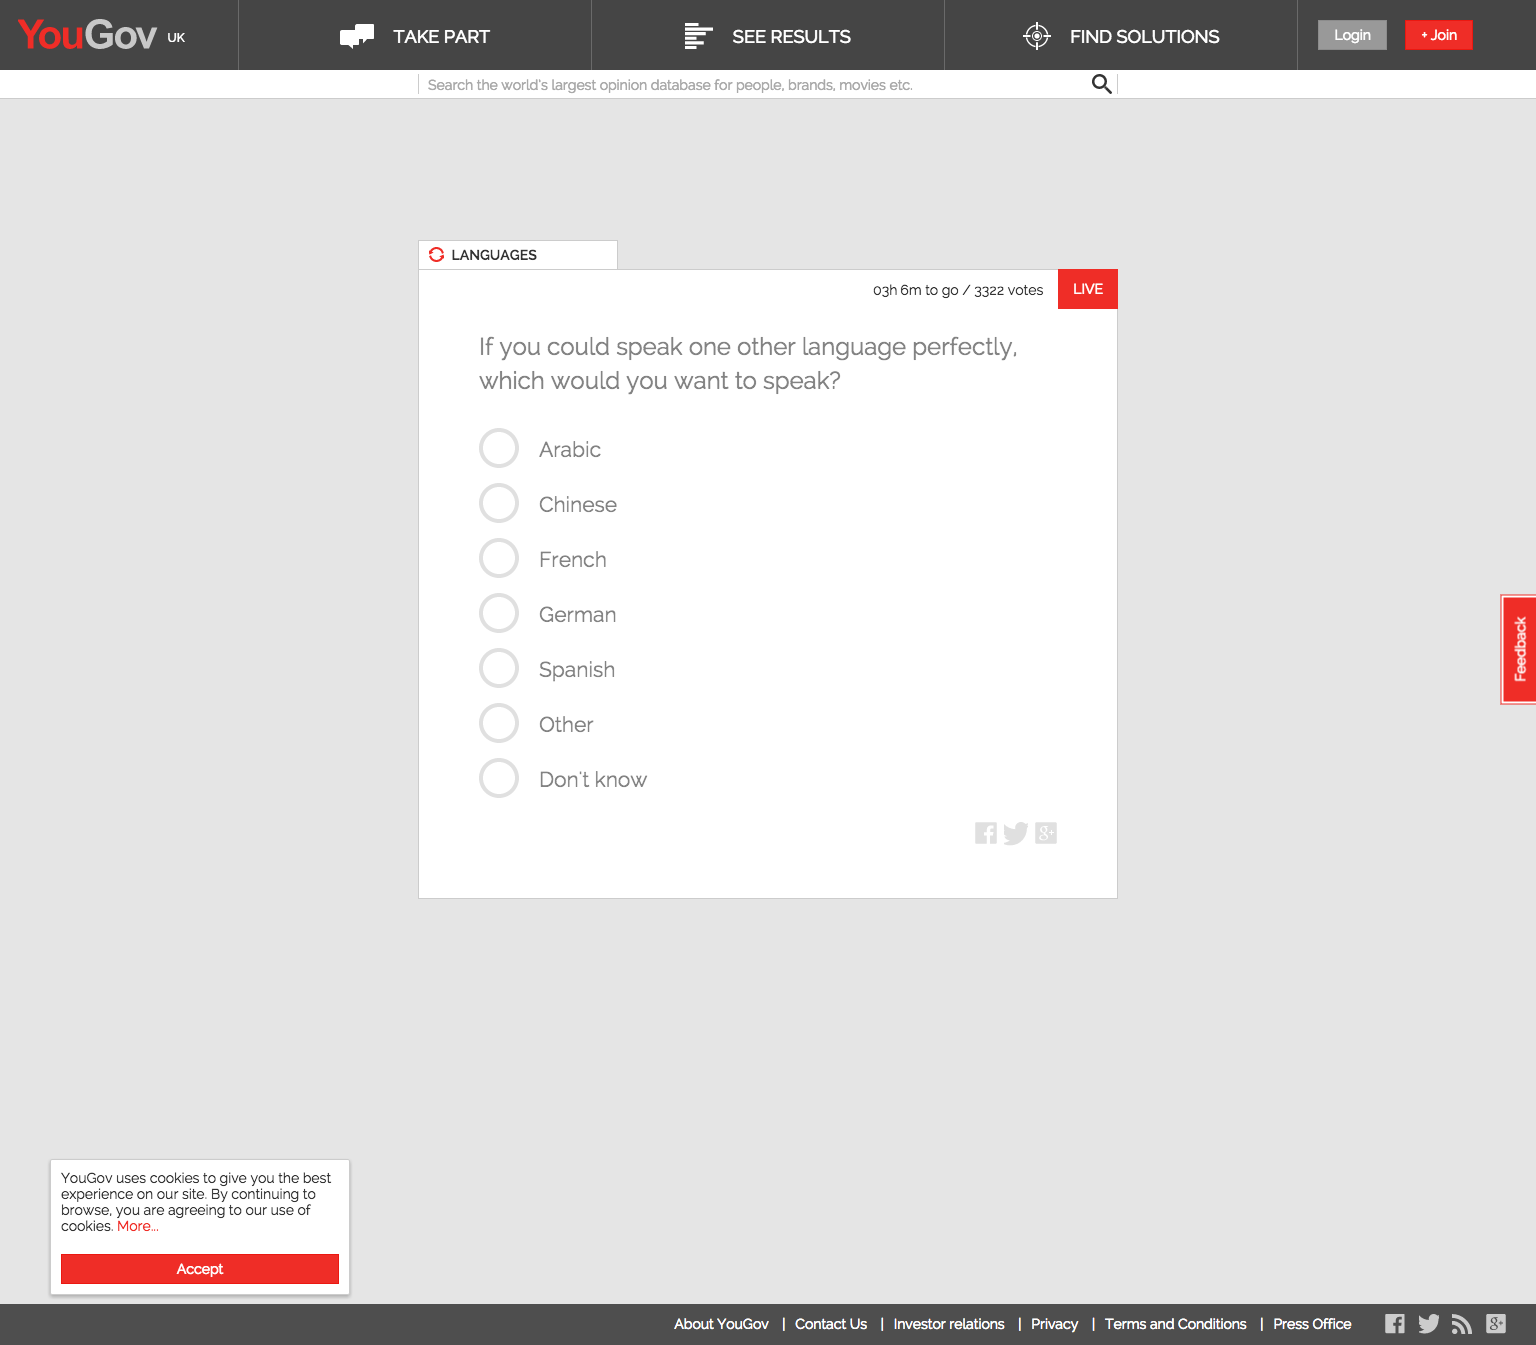 YouGov UK
TAKE PART
SEE RESULTS
FIND SOLUTIONS
Login
+ Join
Search the world's largest opinion database for people, brands, movies etc.
LANGUAGES
03h 6m to go / 3322 votes
LIVE
If you could speak one other language perfectly,
which would you want to speak?
Arabic
Chinese
French
German
Spanish
Other
Don't know
Feedback
YouGov uses cookies to give you the best
experience on our site. By continuing to
browse, you are agreeing to our use of
cookies. More...
Accept
About YouGov | Contact Us | Investor relations | Privacy | Terms and Conditions | Press Office